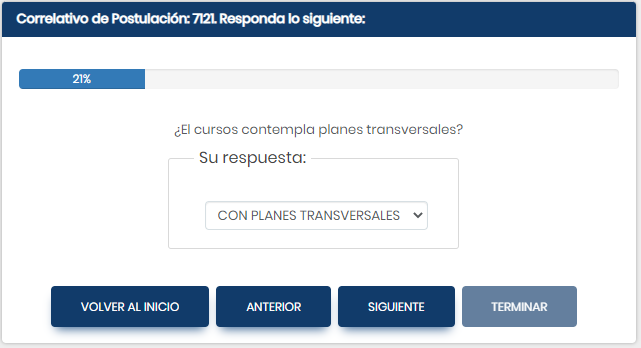 Correlativo de Postulación: 7121. Responda lo siguiente:
21%
¿El cursos contempla planes transversales?
Su respuesta:
CON PLANES TRANSVERSALES
VOLVER AL INICIO ANTERIOR SIGUIENTE TERMINAR